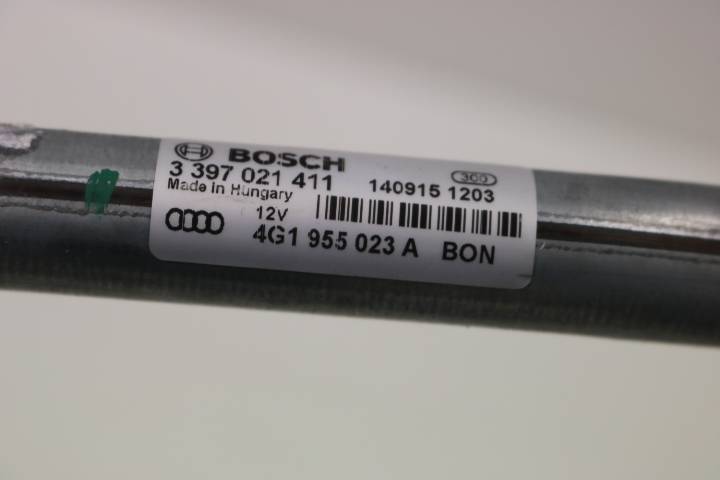 BOSCH
3 397 021 411 140915 1203
Made in Hungary
12V
4G1 955 023 A BON